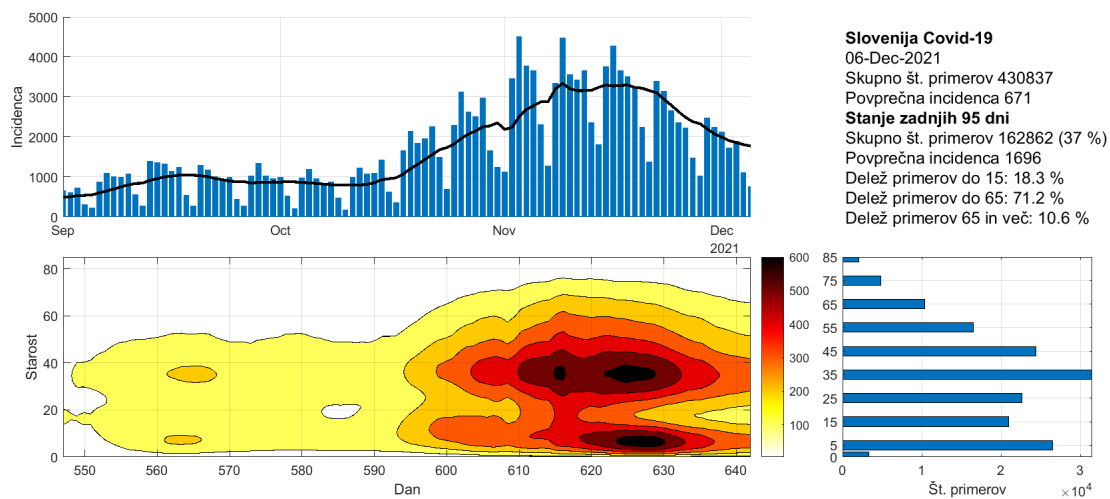 5000
4000
3000
2000
1000
0
Incidenca
Sep
Oct
Nov
Dec
2021
Slovenija Covid-19
06-Dec-2021
Skupno št. primerov 430837
Povprečna incidenca 671
Stanje zadnjih 95 dni
Skupno št. primerov 162862 (37 %)
Povprečna incidenca 1696
Delež primerov do 15: 18.3 %
Delež primerov do 65: 71.2 %
Delež primerov 65 in več: 10.6 %
80
60
40
20
0
Starost
550
560
570
580
590
600
610
620
630
640
Dan
600
500
400
300
200
100
85
75
65
55
45
35
25
15
5
0
0
1
2
3
×10⁴
Št. primerov